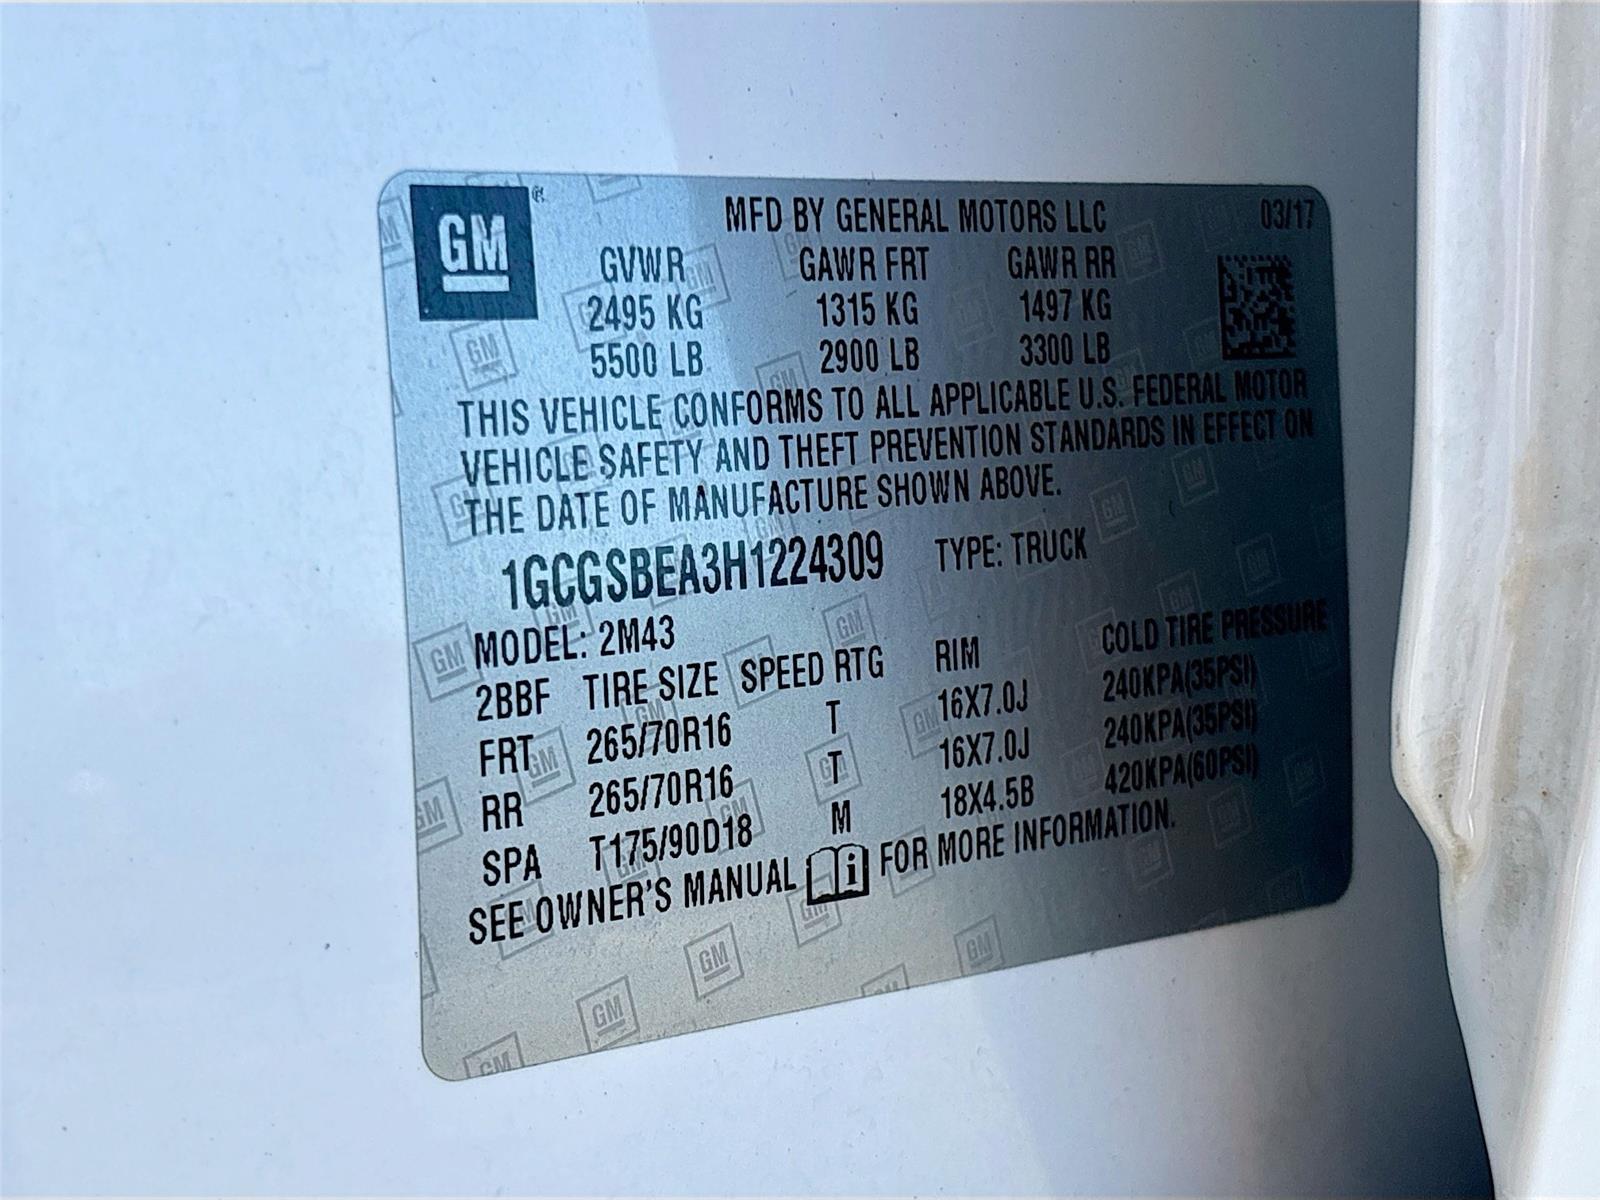 GM ®
MFD BY GENERAL MOTORS LLC 03/17
GVWR GAWR FRT GAWR RR
2495 KG 1315 KG 1497 KG
5500 LB 2900 LB 3300 LB
THIS VEHICLE CONFORMS TO ALL APPLICABLE U.S. FEDERAL MOTOR
VEHICLE SAFETY AND THEFT PREVENTION STANDARDS IN EFFECT ON
THE DATE OF MANUFACTURE SHOWN ABOVE.
1GCGSBEA3H1224309 TYPE: TRUCK
MODEL: 2M43
2BBF TIRE SIZE SPEED RTG RIM COLD TIRE PRESSURE
FRT 265/70R16 T 16X7.0J 240KPA(35PSI)
RR 265/70R16 T 16X7.0J 240KPA(35PSI)
SPA T175/90D18 M 18X4.5B 420KPA(60PSI)
SEE OWNER'S MANUAL i FOR MORE INFORMATION.